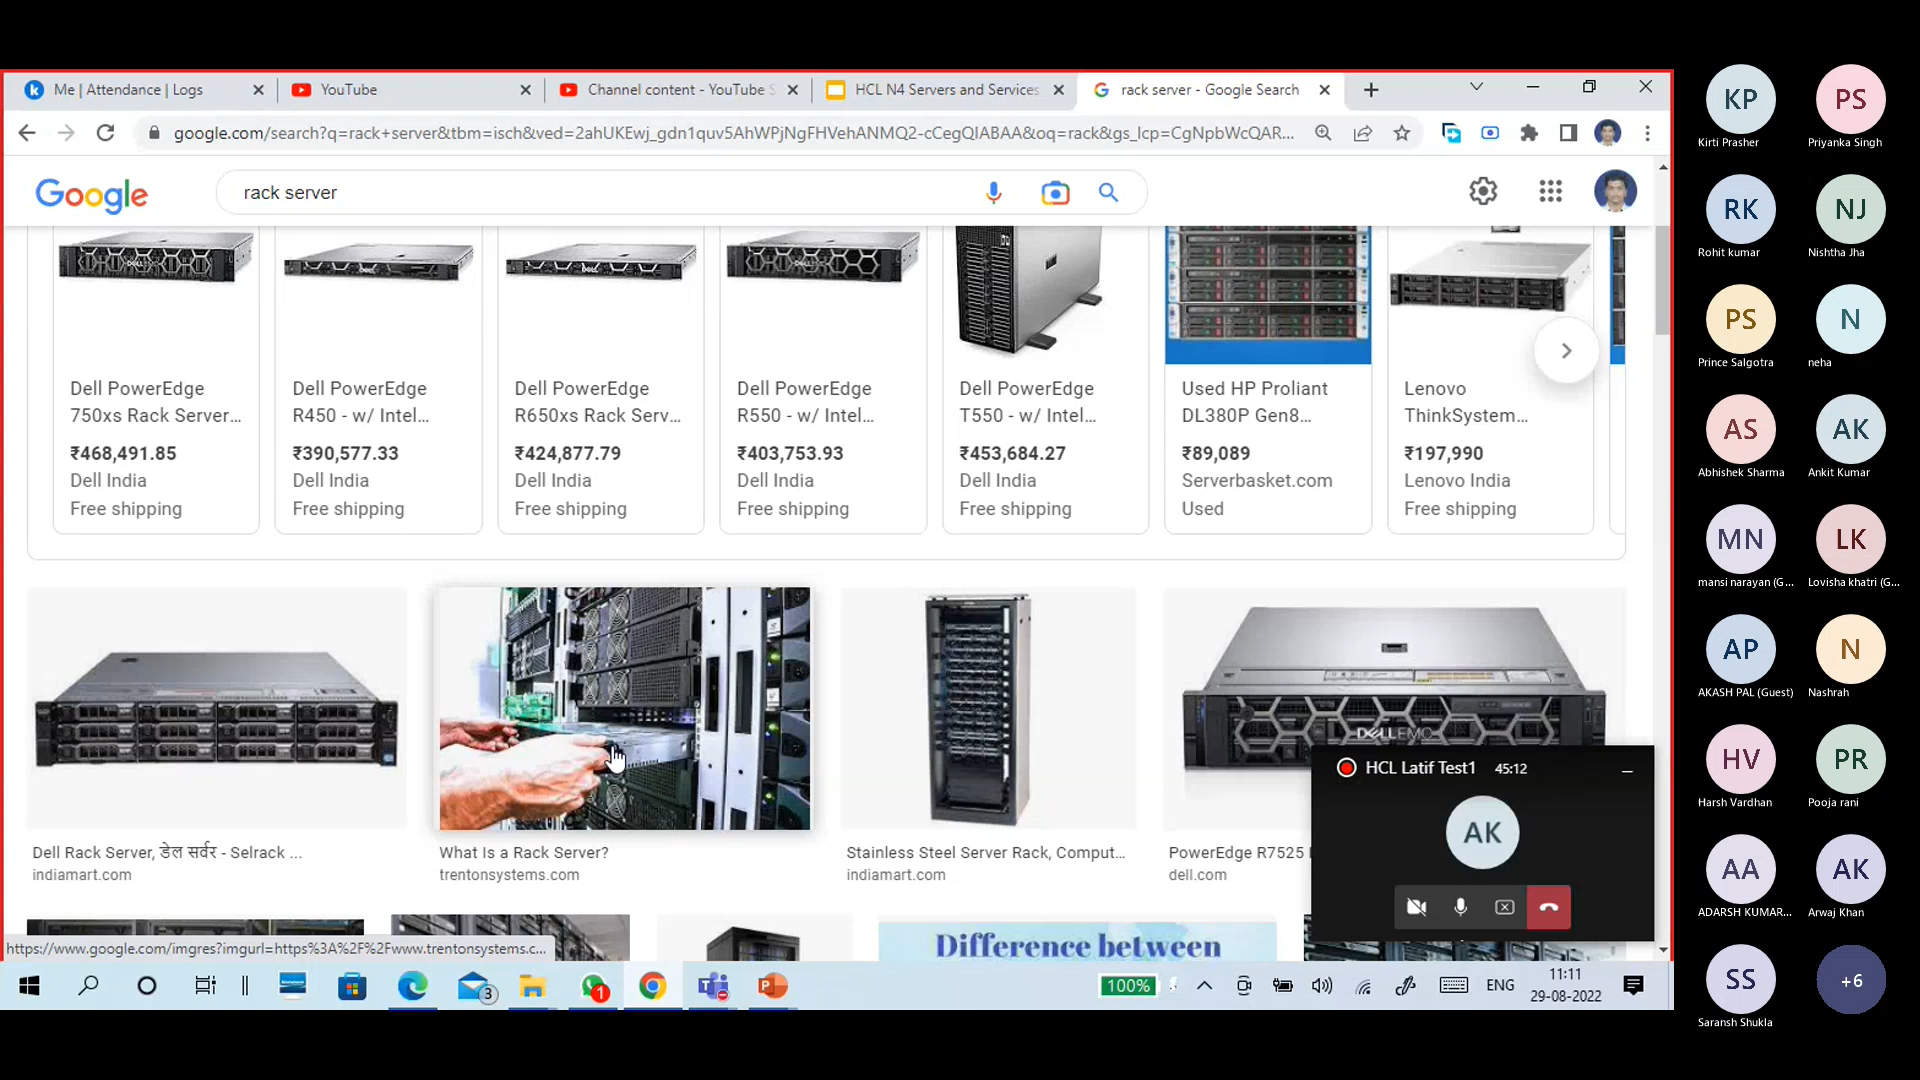 Me | Attendance | Logs
YouTube
Channel content - YouTube S
HCL N4 Servers and Services
rack server - Google Search
google.com/search?q=rack+server&tbm=isch&ved=2ahUKEwj_gdn1quv5AhWPjNgFHVehANMQ2-cCegQIABAA&oq=rack&gs_lcp=CgNpbWcQAR...
Google
rack server
Dell PowerEdge
750xs Rack Server...
₹468,491.85
Dell India
Free shipping
Dell PowerEdge
R450 - w/ Intel...
₹390,577.33
Dell India
Free shipping
Dell PowerEdge
R650xs Rack Serv...
₹424,877.79
Dell India
Free shipping
Dell PowerEdge
R550 - w/ Intel...
₹403,753.93
Dell India
Free shipping
Dell PowerEdge
T550 - w/ Intel...
₹453,684.27
Dell India
Free shipping
Used HP Proliant
DL380P Gen8...
₹89,089
Serverbasket.com
Used
Lenovo
ThinkSystem...
₹197,990
Lenovo India
Free shipping
DELLEMC
Dell Rack Server, डेल सर्वर - Selrack ...
indiamart.com
What Is a Rack Server?
trentonsystems.com
Stainless Steel Server Rack, Comput...
indiamart.com
PowerEdge R7525
dell.com
Difference between
https://www.google.com/imgres?imgurl=https%3A%2F%2Fwww.trentonsystems.c...
HCL Latif Test1 45:12
AK
3
1
100%
ENG
11:11
29-08-2022
KP
Kirti Prasher
PS
Priyanka Singh
RK
Rohit kumar
NJ
Nishtha Jha
PS
Prince Salgotra
N
neha
AS
Abhishek Sharma
AK
Ankit Kumar
MN
mansi narayan (G...
LK
Lovisha khatri (G...
AP
AKASH PAL (Guest)
N
Nashrah
HV
Harsh Vardhan
PR
Pooja rani
AA
ADARSH KUMAR...
AK
Arwaj Khan
SS
Saransh Shukla
+6